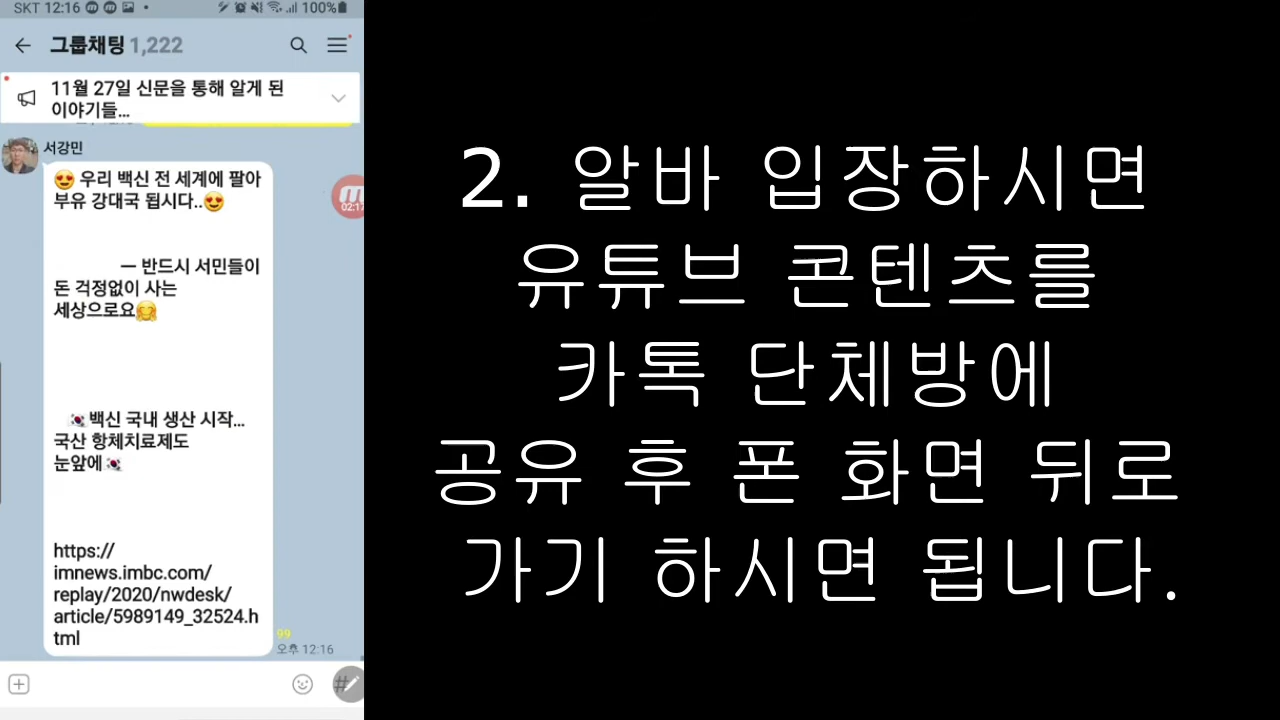 SKT 12:16
100%
그룹채팅 1,222
11월 27일 신문을 통해 알게 된
이야기들...
서강민
😍 우리 백신 전 세계에 팔아
부유 강대국 됩시다..😍
ㅡ 반드시 서민들이
돈 걱정없이 사는
세상으로요🤗
🇰🇷백신 국내 생산 시작...
국산 항체치료제도
눈앞에🇰🇷
https://
imnews.imbc.com/
replay/2020/nwdesk/
article/5989149_32524.h
tml
99
오후 12:16
02:17
#
2. 알바 입장하시면
유튜브 콘텐츠를
카톡 단체방에
공유 후 폰 화면 뒤로
가기 하시면 됩니다.